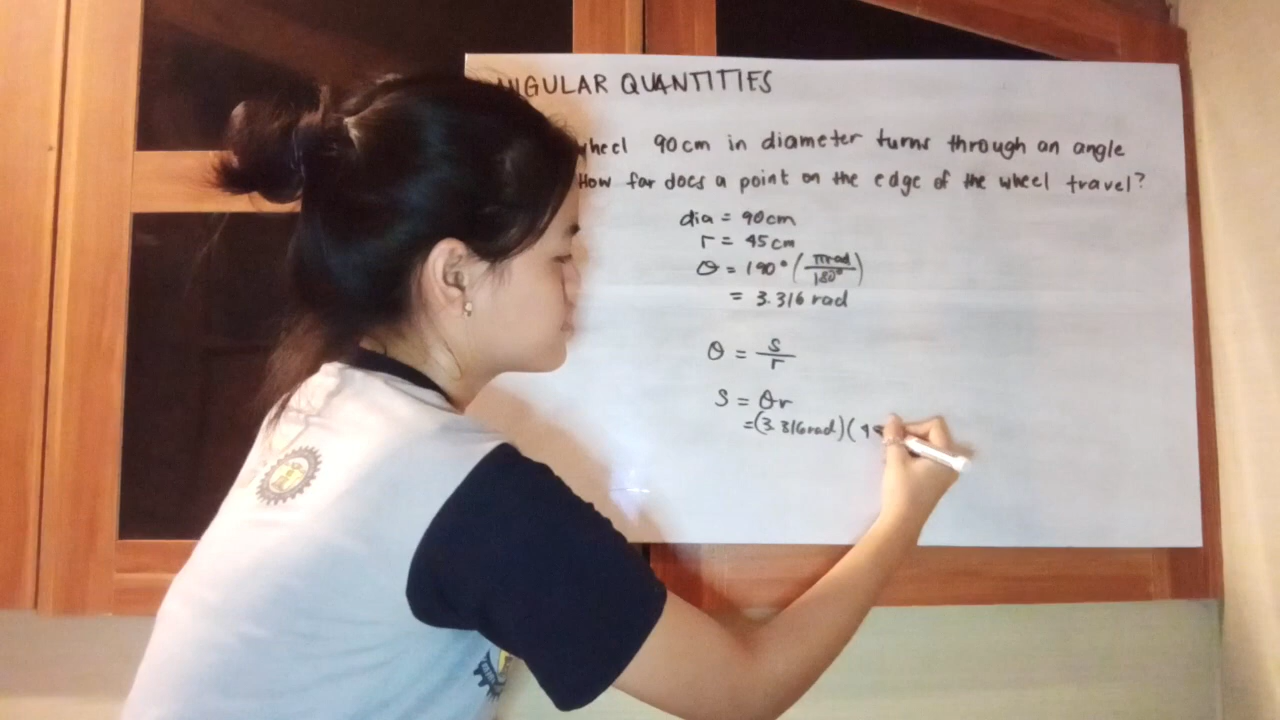 ANGULAR QUANTITIES
wheel 90cm in diameter turns through an angle
How far does a point on the edge of the wheel travel?
dia = 90cm
r = 45cm
θ = 190° (πrad/180°)
= 3.316 rad
θ = s/r
S = θr
=(3.316rad)(4